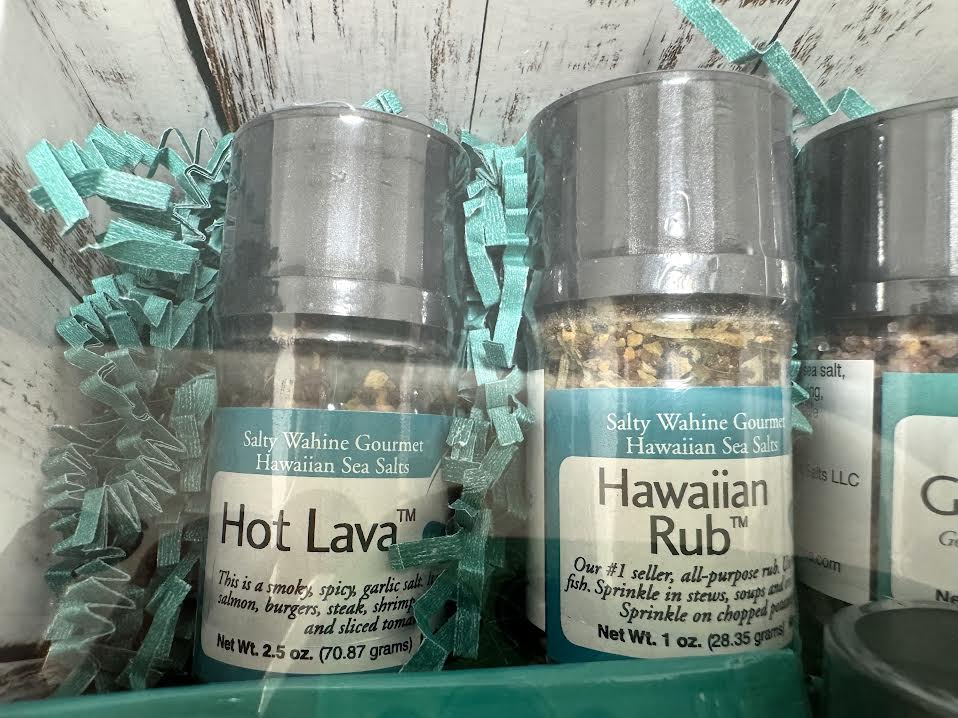 Salty Wahine Gourmet
Hawaiian Sea Salts
Hot Lava™
This is a smoky, spicy, garlic salt.
salmon, burgers, steak, shrimp
and sliced
Net Wt. 2.5 oz. (70.87 grams)
Salty Wahine Gourmet
Hawaiian Sea Salts
Hawaiian
Rub™
Our #1 seller, all-purpose rub.
fish. Sprinkle in stews, soups and
Sprinkle on chopped
Net Wt. 1 oz. (28.35 grams)
sea salt,
Salts LLC
.com
G
Ge
Ne